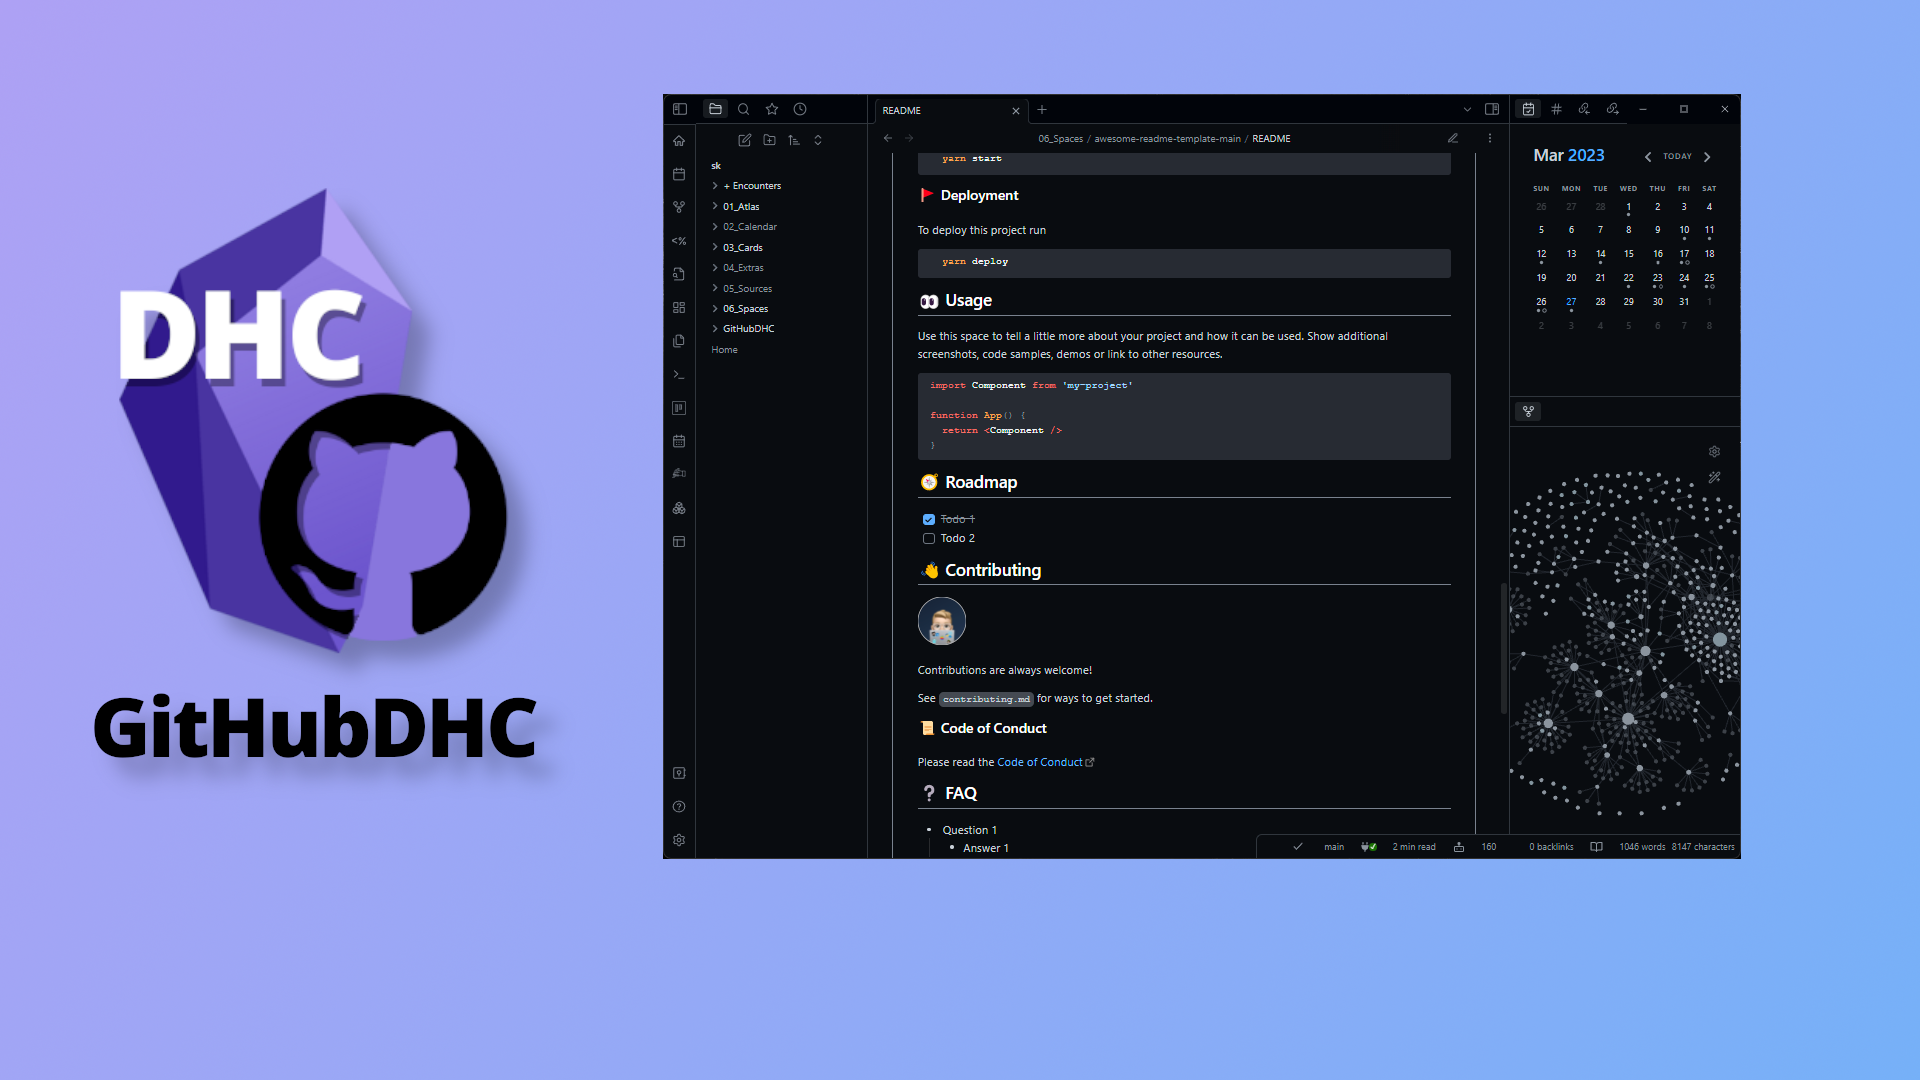 DHC
GitHubDHC
README
06_Spaces / awesome-readme-template-main / README
sk
+ Encounters
01_Atlas
02_Calendar
03_Cards
04_Extras
05_Sources
06_Spaces
GitHubDHC
Home
yarn start
Deployment
To deploy this project run
yarn deploy
Usage
Use this space to tell a little more about your project and how it can be used. Show additional
screenshots, code samples, demos or link to other resources.
import Component from 'my-project'
function App() {
return <Component />
}
Roadmap
Todo 1
Todo 2
Contributing
Contributions are always welcome!
See contributing.md for ways to get started.
Code of Conduct
Please read the Code of Conduct
FAQ
Question 1
Answer 1
Mar 2023
TODAY
SUN MON TUE WED THU FRI SAT
26 27 28 1 2 3 4
5 6 7 8 9 10 11
12 13 14 15 16 17 18
19 20 21 22 23 24 25
26 27 28 29 30 31 1
2 3 4 5 6 7 8
main 2 min read 160 0 backlinks 1046 words 8147 characters